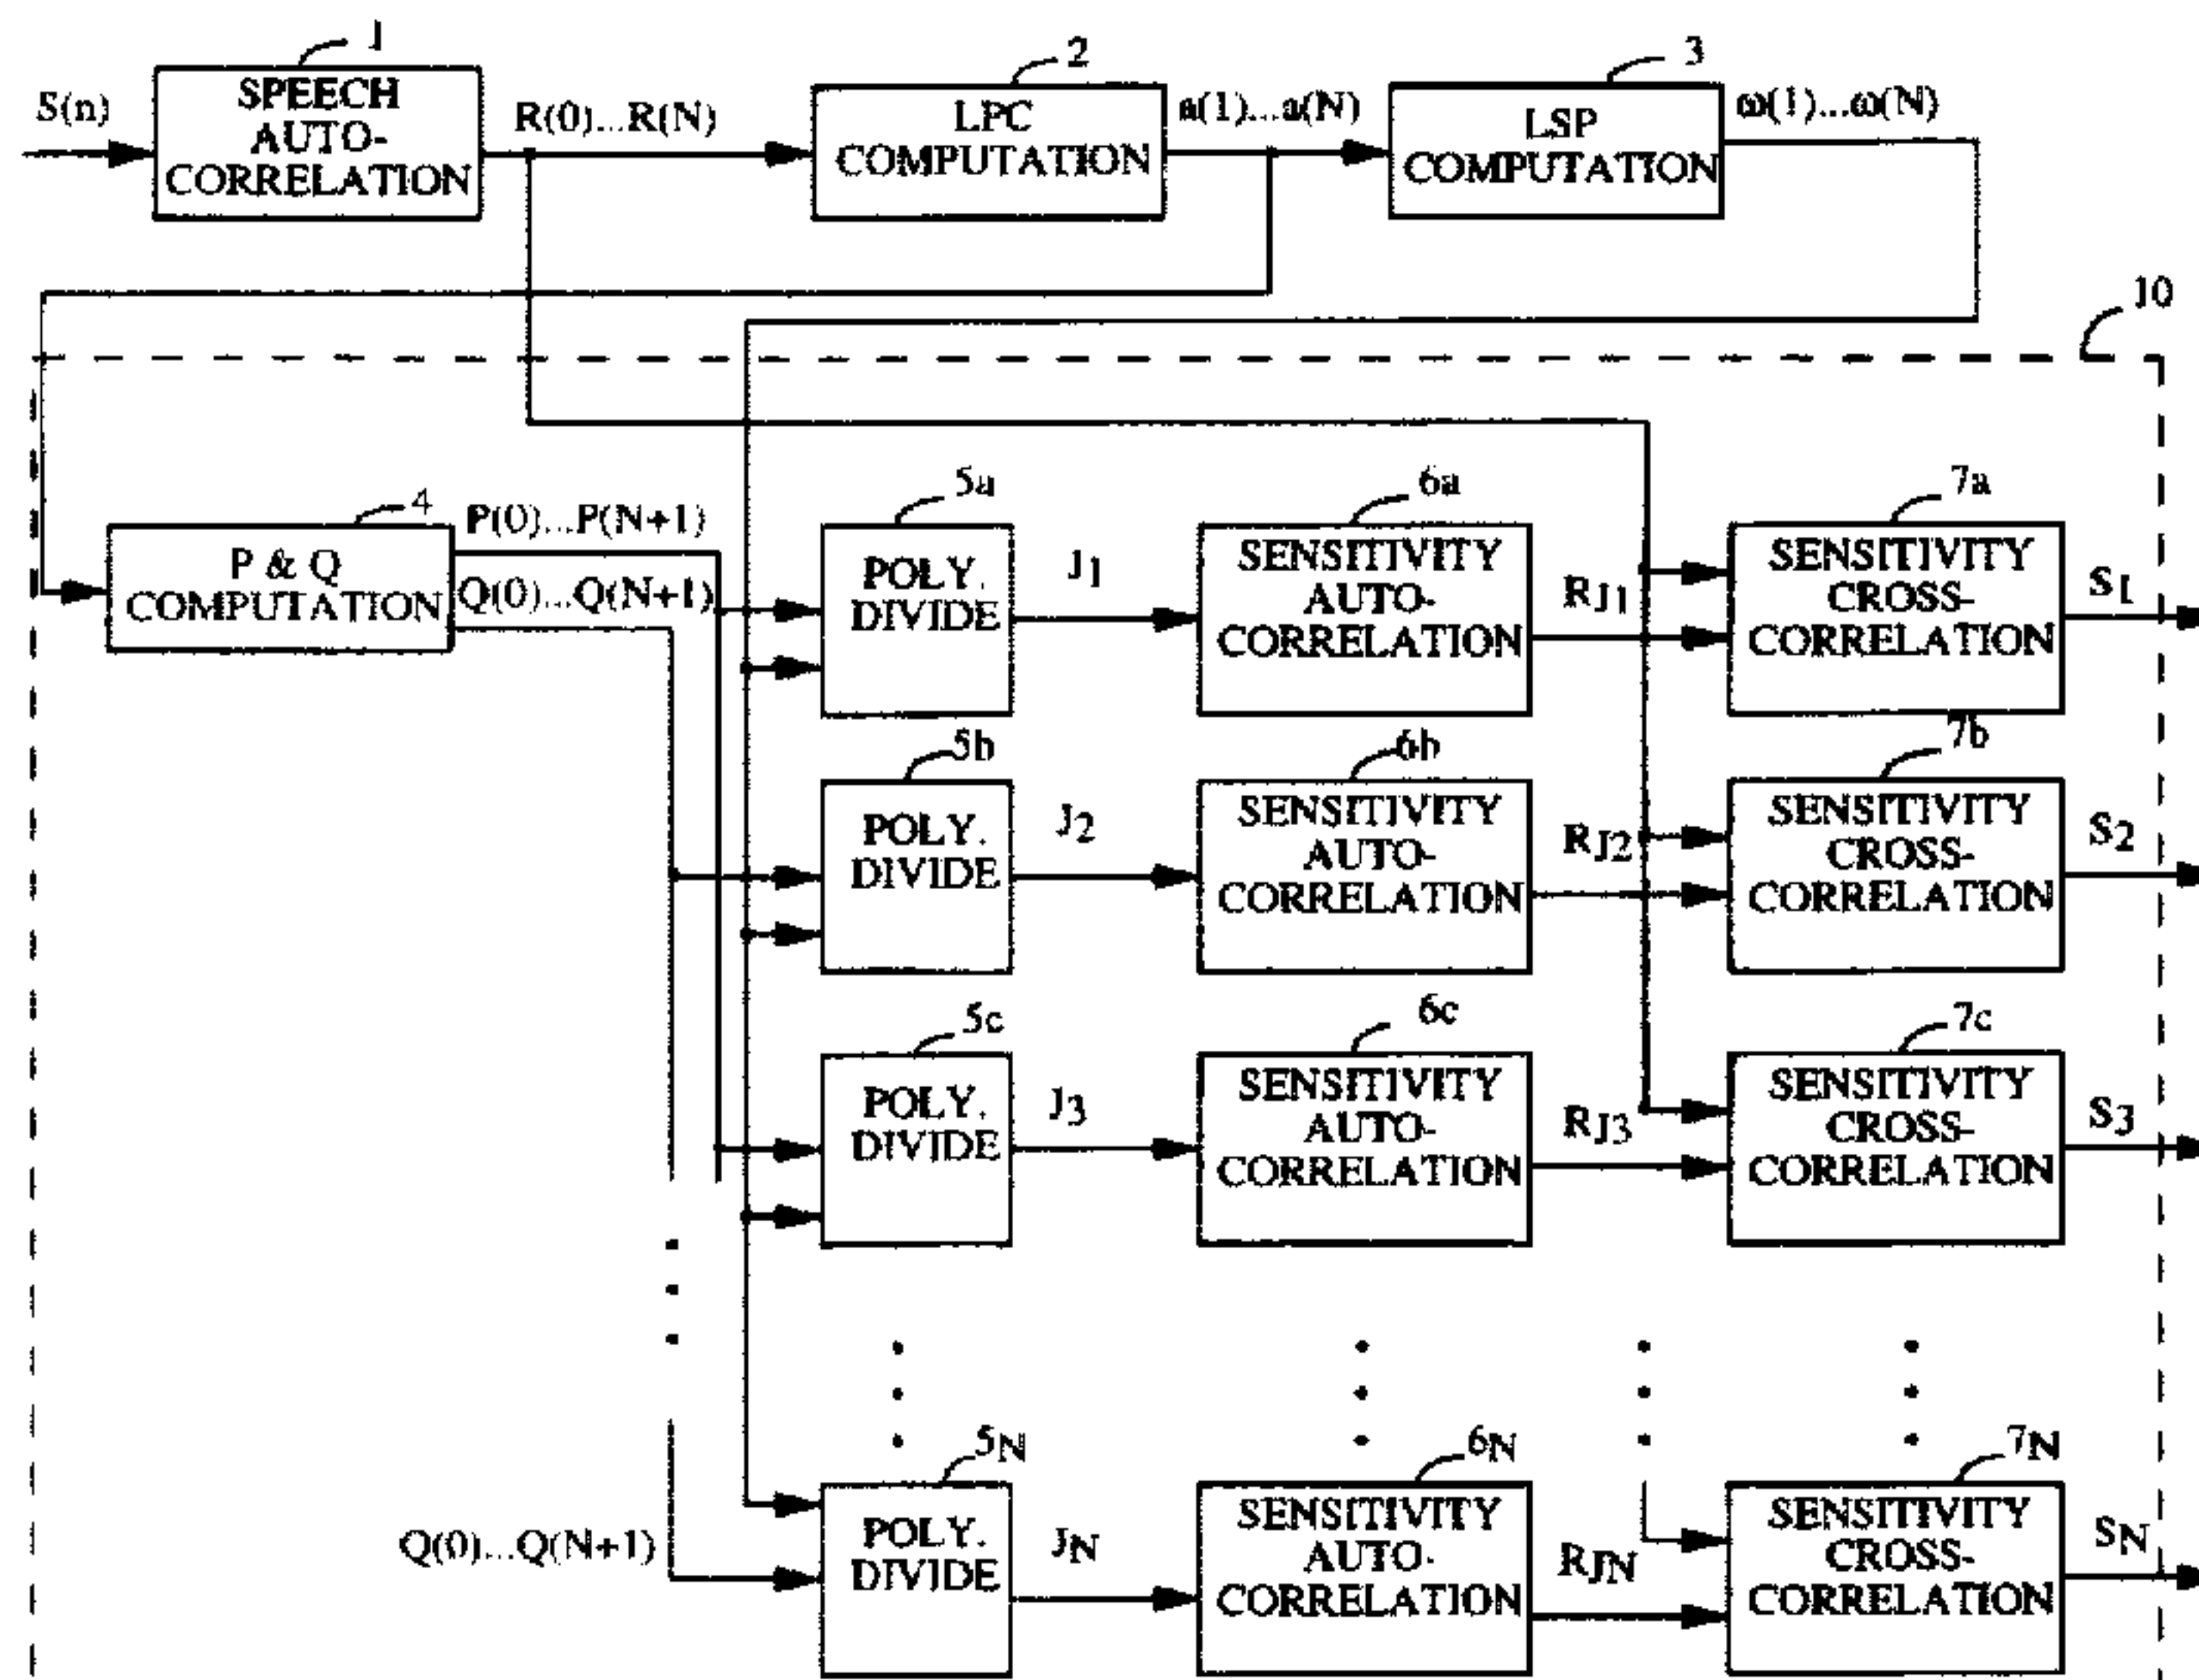 1
2
3
S(n)
SPEECH
AUTO-
CORRELATION
R(0)...R(N)
LPC
COMPUTATION
a(1)...a(N)
LSP
COMPUTATION
ω(1)...ω(N)
10
4
P & Q
COMPUTATION
P(0)...P(N+1)
Q(0)...Q(N+1)
5a
POLY.
DIVIDE
J1
6a
SENSITIVITY
AUTO-
CORRELATION
RJ1
7a
SENSITIVITY
CROSS-
CORRELATION
S1
5b
POLY.
DIVIDE
J2
6b
SENSITIVITY
AUTO-
CORRELATION
RJ2
7b
SENSITIVITY
CROSS-
CORRELATION
S2
5c
POLY.
DIVIDE
J3
6c
SENSITIVITY
AUTO-
CORRELATION
RJ3
7c
SENSITIVITY
CROSS-
CORRELATION
S3
Q(0)...Q(N+1)
5N
POLY.
DIVIDE
JN
6N
SENSITIVITY
AUTO-
CORRELATION
RJN
7N
SENSITIVITY
CROSS-
CORRELATION
SN